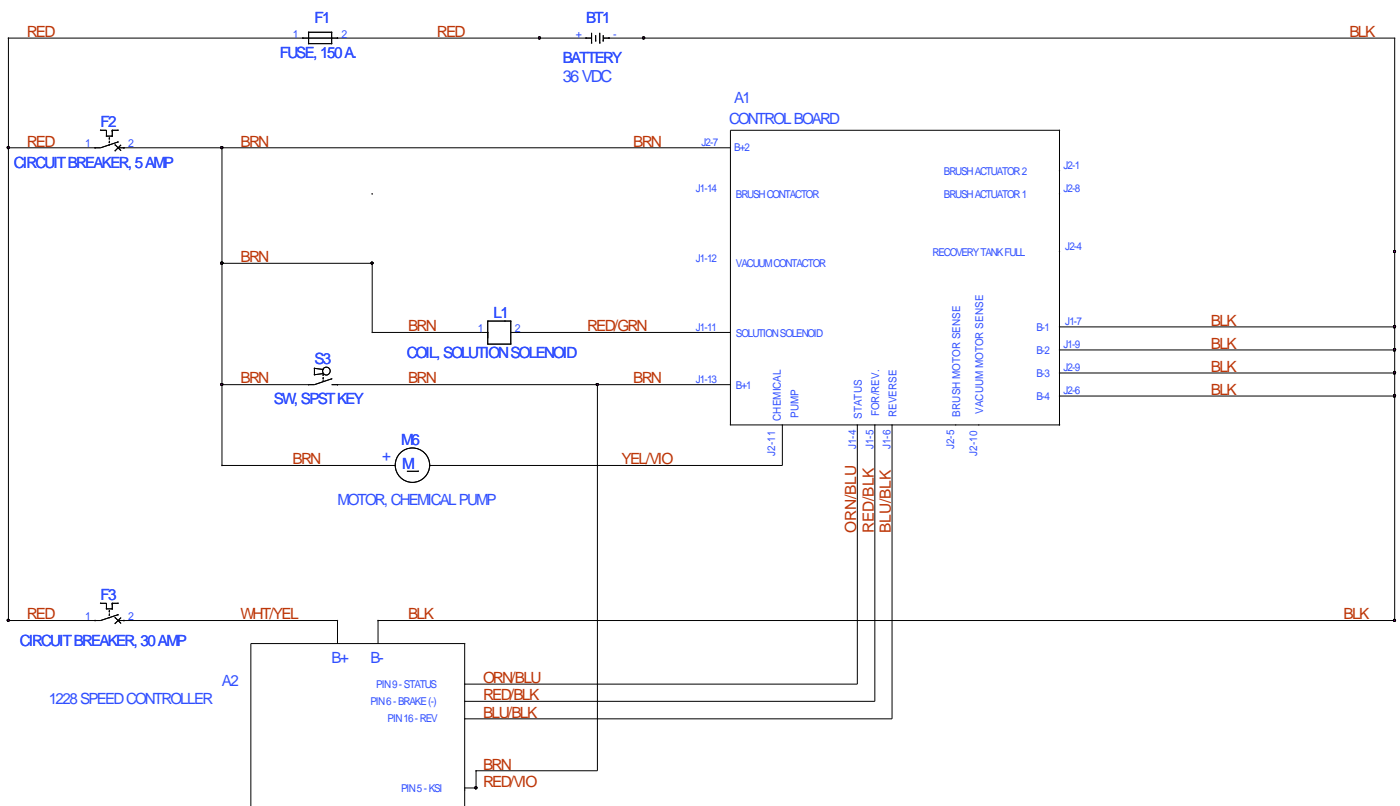 RED
F1
1
2
FUSE, 150 A.
RED
BT1
+
-
BATTERY
36 VDC
BLK
A1
CONTROL BOARD
RED
F2
1
2
CIRCUIT BREAKER, 5 AMP
BRN
BRN
J2-7
B+2
BRUSH ACTUATOR 2
J2-1
J1-14
BRUSH CONTACTOR
BRUSH ACTUATOR 1
J2-8
BRN
J1-12
VACUUM CONTACTOR
RECOVERY TANK FULL
J2-4
BRN
L1
1
2
COIL, SOLUTION SOLENOID
RED/GRN
J1-11
SOLUTION SOLENOID
B-1
J1-7
BLK
B-2
J1-9
BLK
B-3
J2-9
BLK
B-4
J2-6
BLK
BRN
S3
SW, SPST KEY
BRN
BRN
J1-13
B+1
CHEMICAL
PUMP
STATUS
FOR/REV.
REVERSE
BRUSH MOTOR SENSE
VACUUM MOTOR SENSE
J2-11
J1-4
J1-5
J1-6
J2-5
J2-10
BRN
+
M6
M
MOTOR, CHEMICAL PUMP
YEL/VIO
ORN/BLU
RED/BLK
BLU/BLK
RED
F3
1
2
CIRCUIT BREAKER, 30 AMP
WHT/YEL
BLK
BLK
B+
B-
A2
1228 SPEED CONTROLLER
PIN 9 - STATUS
ORN/BLU
PIN 6 - BRAKE (-)
RED/BLK
PIN 16 - REV
BLU/BLK
BRN
PIN 5 - KSI
RED/VIO